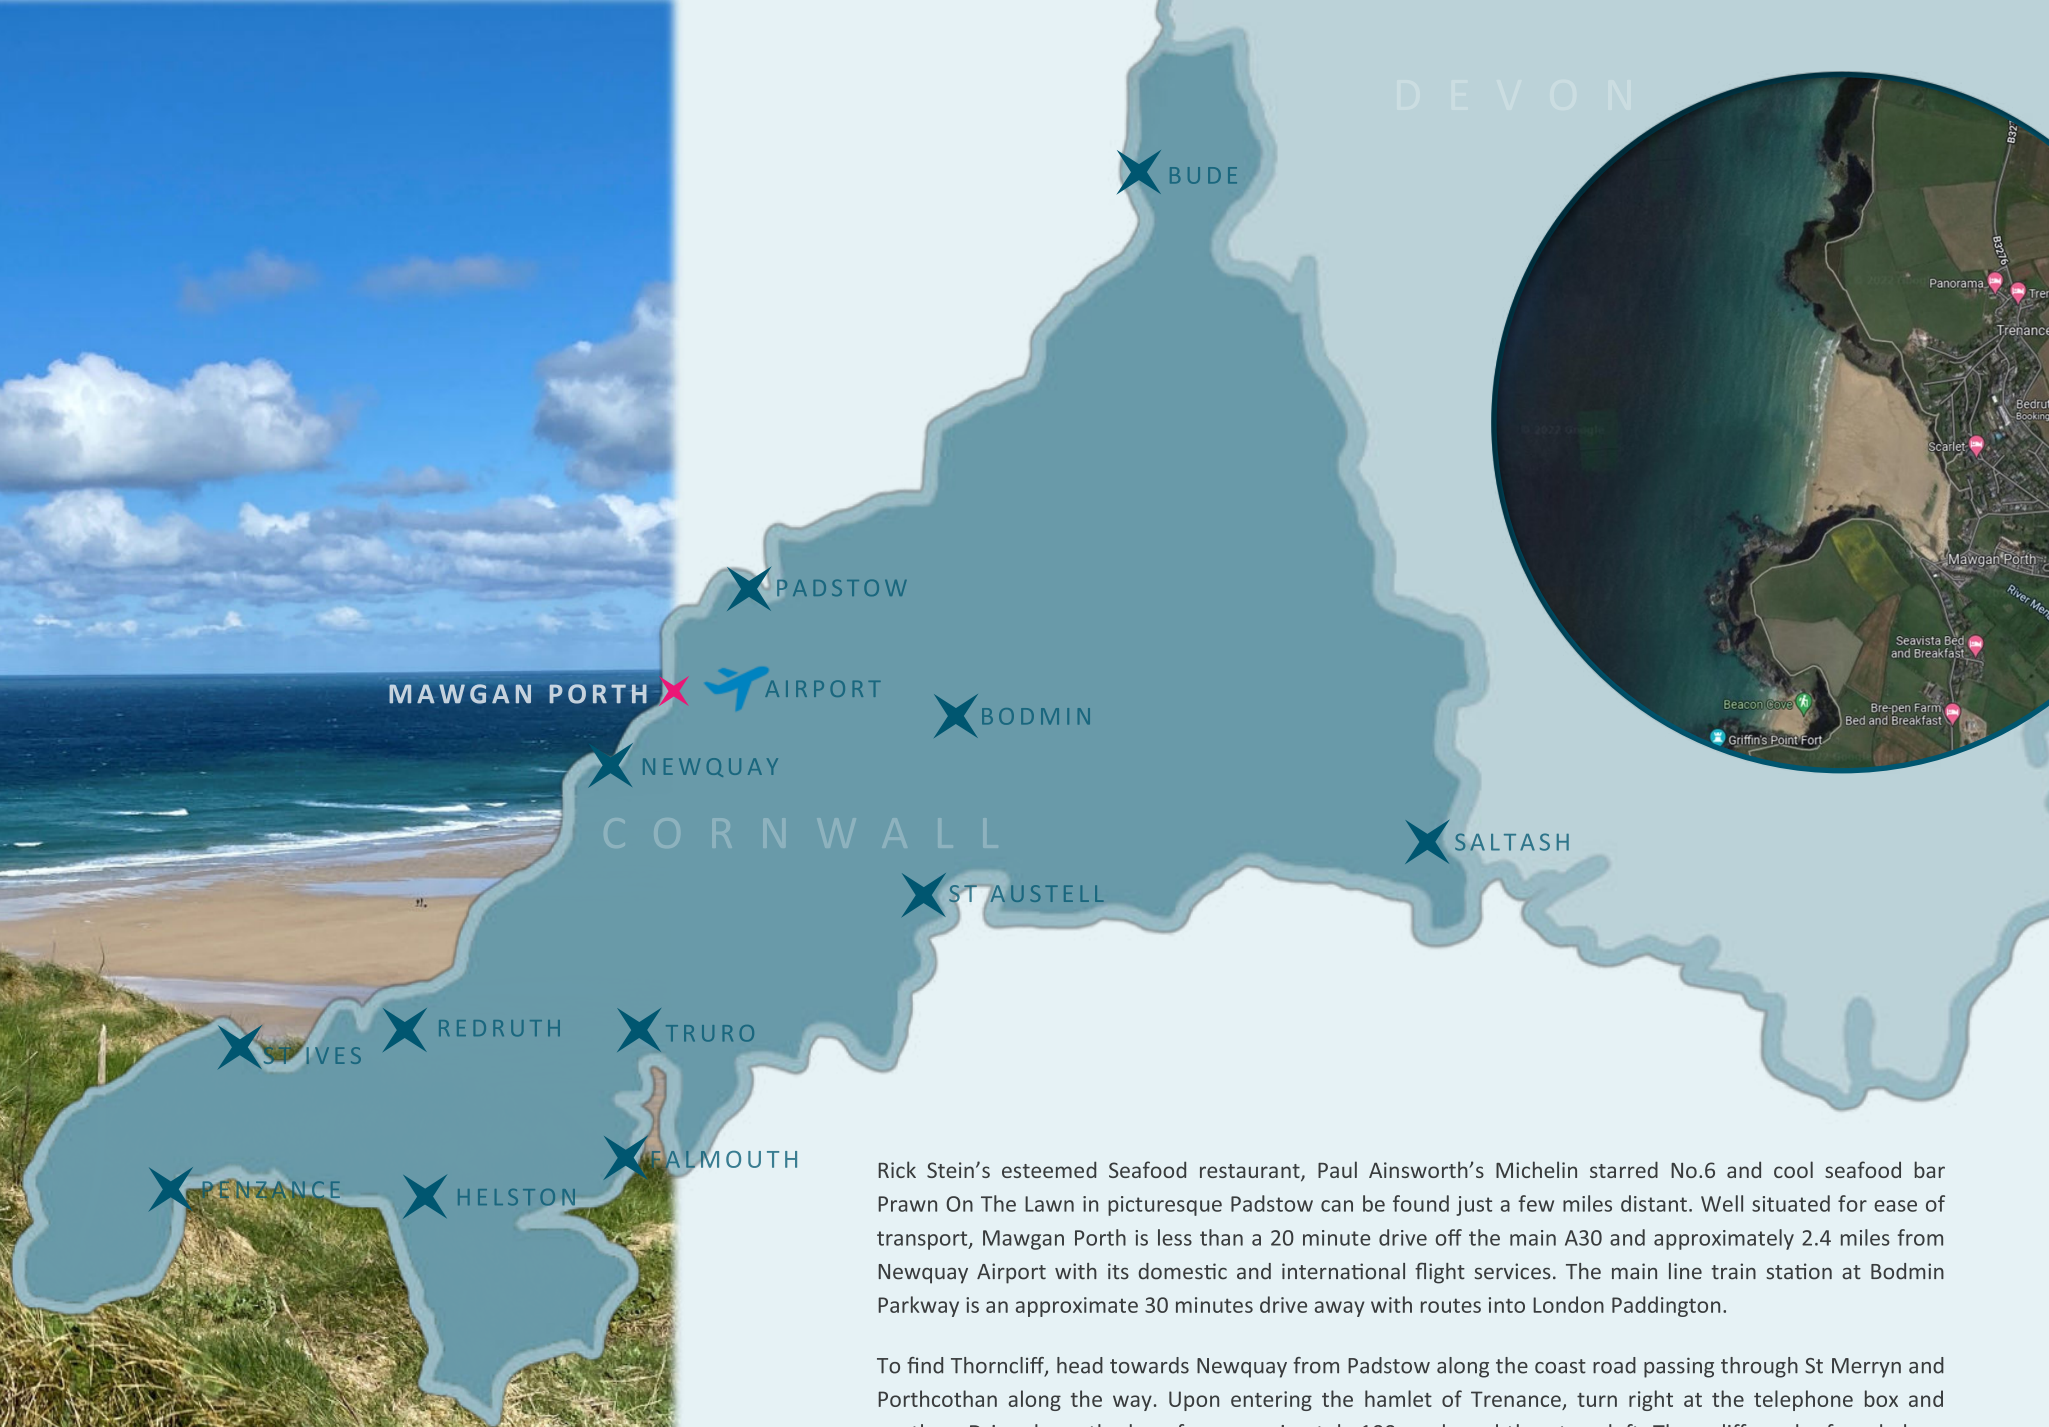 DEVON
BUDE
PADSTOW
MAWGAN PORTH
AIRPORT
BODMIN
NEWQUAY
CORNWALL
SALTASH
ST AUSTELL
REDRUTH
TRURO
ST IVES
FALMOUTH
PENZANCE
HELSTON
B3276
Panorama
Trenance
© 2022 Google
Scarlet
Mawgan Porth
Seavista Bed
and Breakfast
Beacon Cove
Bre-pen Farm
Bed and Breakfast
Griffin's Point Fort
Rick Stein’s esteemed Seafood restaurant, Paul Ainsworth’s Michelin starred No.6 and cool seafood bar
Prawn On The Lawn in picturesque Padstow can be found just a few miles distant. Well situated for ease of
transport, Mawgan Porth is less than a 20 minute drive off the main A30 and approximately 2.4 miles from
Newquay Airport with its domestic and international flight services. The main line train station at Bodmin
Parkway is an approximate 30 minutes drive away with routes into London Paddington.
To find Thorncliff, head towards Newquay from Padstow along the coast road passing through St Merryn and
Porthcothan along the way. Upon entering the hamlet of Trenance, turn right at the telephone box and